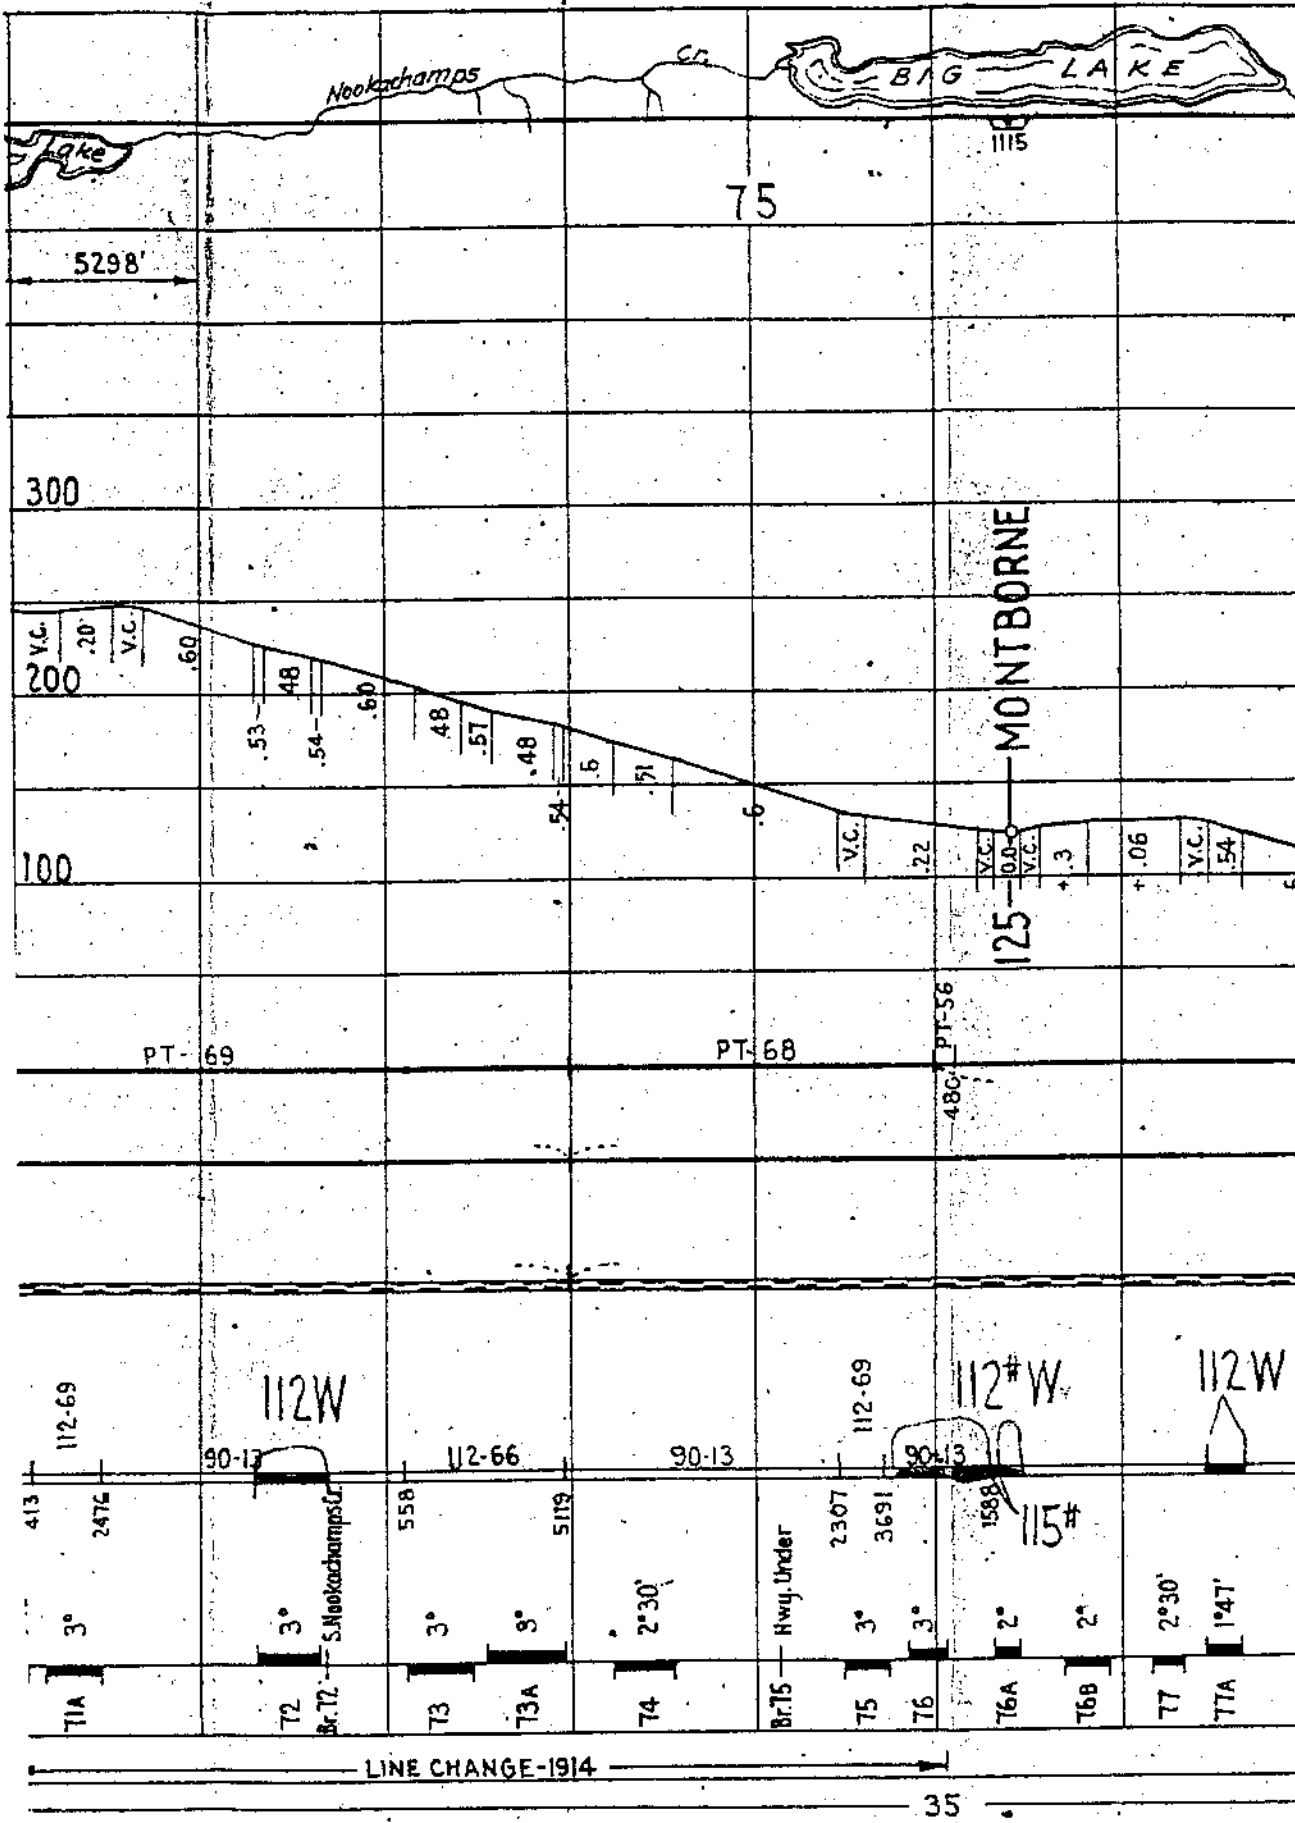 Nookachamps
Cr.
BIG LAKE
Lake
1115
75
5298'
300
200
100
V.C.
.20
V.C.
.60
.53
.48
.54
.60
.48
.57
.48
.54
.6
.51
.6
V.C.
.22
V.C.
0.0
V.C.
+.3
+.06
V.C.
.54
125 MONTBORNE
PT-69
PT-68
PT-56
480
112-69
112W
112-69
112#W
112W
90-13
112-66
90-13
90-13
413
2476
558
5119
2307
3691
1588
115#
3°
3°
Br.72 S.Nookachamps Cr.
3°
2°30'
Br.75 Hwy. Under
3°
3°
2°
2°
2°30'
1°47'
71A
72
73
73A
74
75
76
76A
76B
77
77A
LINE CHANGE-1914
35